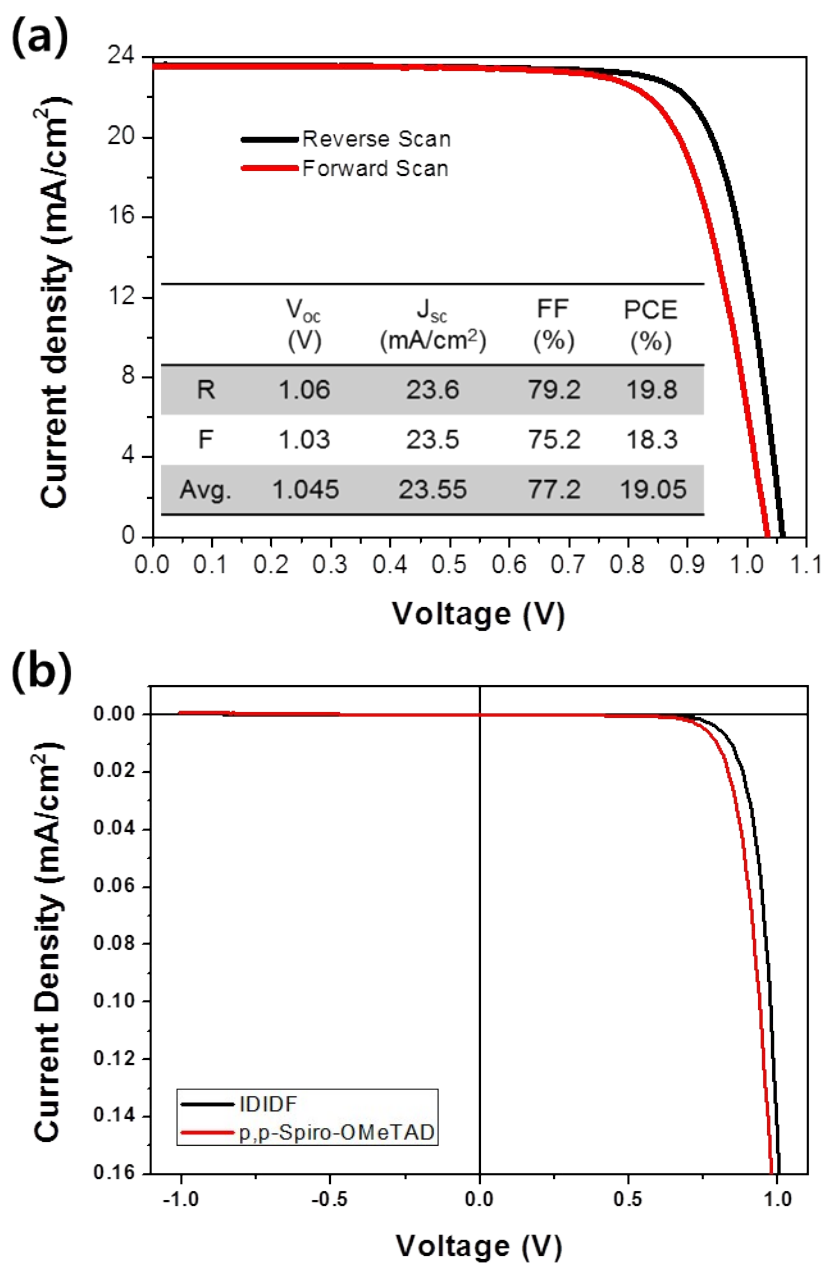 (a)
24
20
16
12
8
4
0
Current density (mA/cm²)
Reverse Scan
Forward Scan
Voc Jsc FF PCE
(V) (mA/cm²) (%) (%)
R 1.06 23.6 79.2 19.8
F 1.03 23.5 75.2 18.3
Avg. 1.045 23.55 77.2 19.05
0.0 0.1 0.2 0.3 0.4 0.5 0.6 0.7 0.8 0.9 1.0 1.1
Voltage (V)
(b)
0.00
0.02
0.04
0.06
0.08
0.10
0.12
0.14
0.16
Current Density (mA/cm²)
IDIDF
p,p-Spiro-OMeTAD
-1.0 -0.5 0.0 0.5 1.0
Voltage (V)